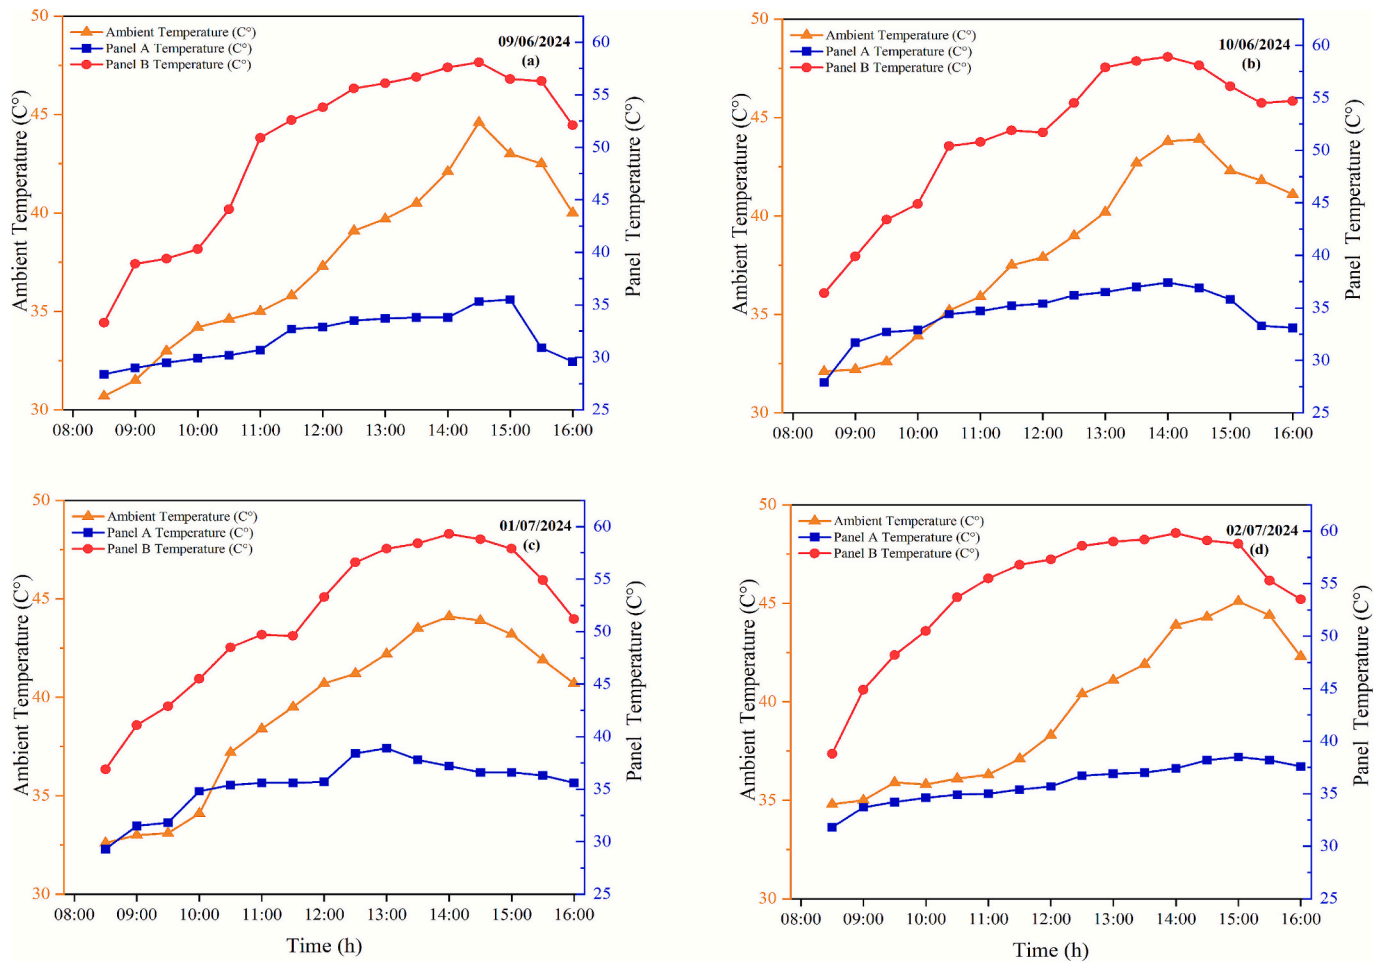 Ambient Temperature (C°)
Panel A Temperature (C°)
Panel B Temperature (C°)
09/06/2024
(a)
50
45
40
35
30
Ambient Temperature (C°)
60
55
50
45
40
35
30
25
Panel Temperature (C°)
08:00 09:00 10:00 11:00 12:00 13:00 14:00 15:00 16:00
Ambient Temperature (C°)
Panel A Temperature (C°)
Panel B Temperature (C°)
10/06/2024
(b)
50
45
40
35
30
Ambient Temperature (C°)
60
55
50
45
40
35
30
25
Panel Temperature (C°)
08:00 09:00 10:00 11:00 12:00 13:00 14:00 15:00 16:00
Ambient Temperature (C°)
Panel A Temperature (C°)
Panel B Temperature (C°)
01/07/2024
(c)
50
45
40
35
30
Ambient Temperature (C°)
60
55
50
45
40
35
30
25
Panel Temperature (C°)
08:00 09:00 10:00 11:00 12:00 13:00 14:00 15:00 16:00
Time (h)
Ambient Temperature (C°)
Panel A Temperature (C°)
Panel B Temperature (C°)
02/07/2024
(d)
50
45
40
35
30
Ambient Temperature (C°)
60
55
50
45
40
35
30
25
Panel Temperature (C°)
08:00 09:00 10:00 11:00 12:00 13:00 14:00 15:00 16:00
Time (h)